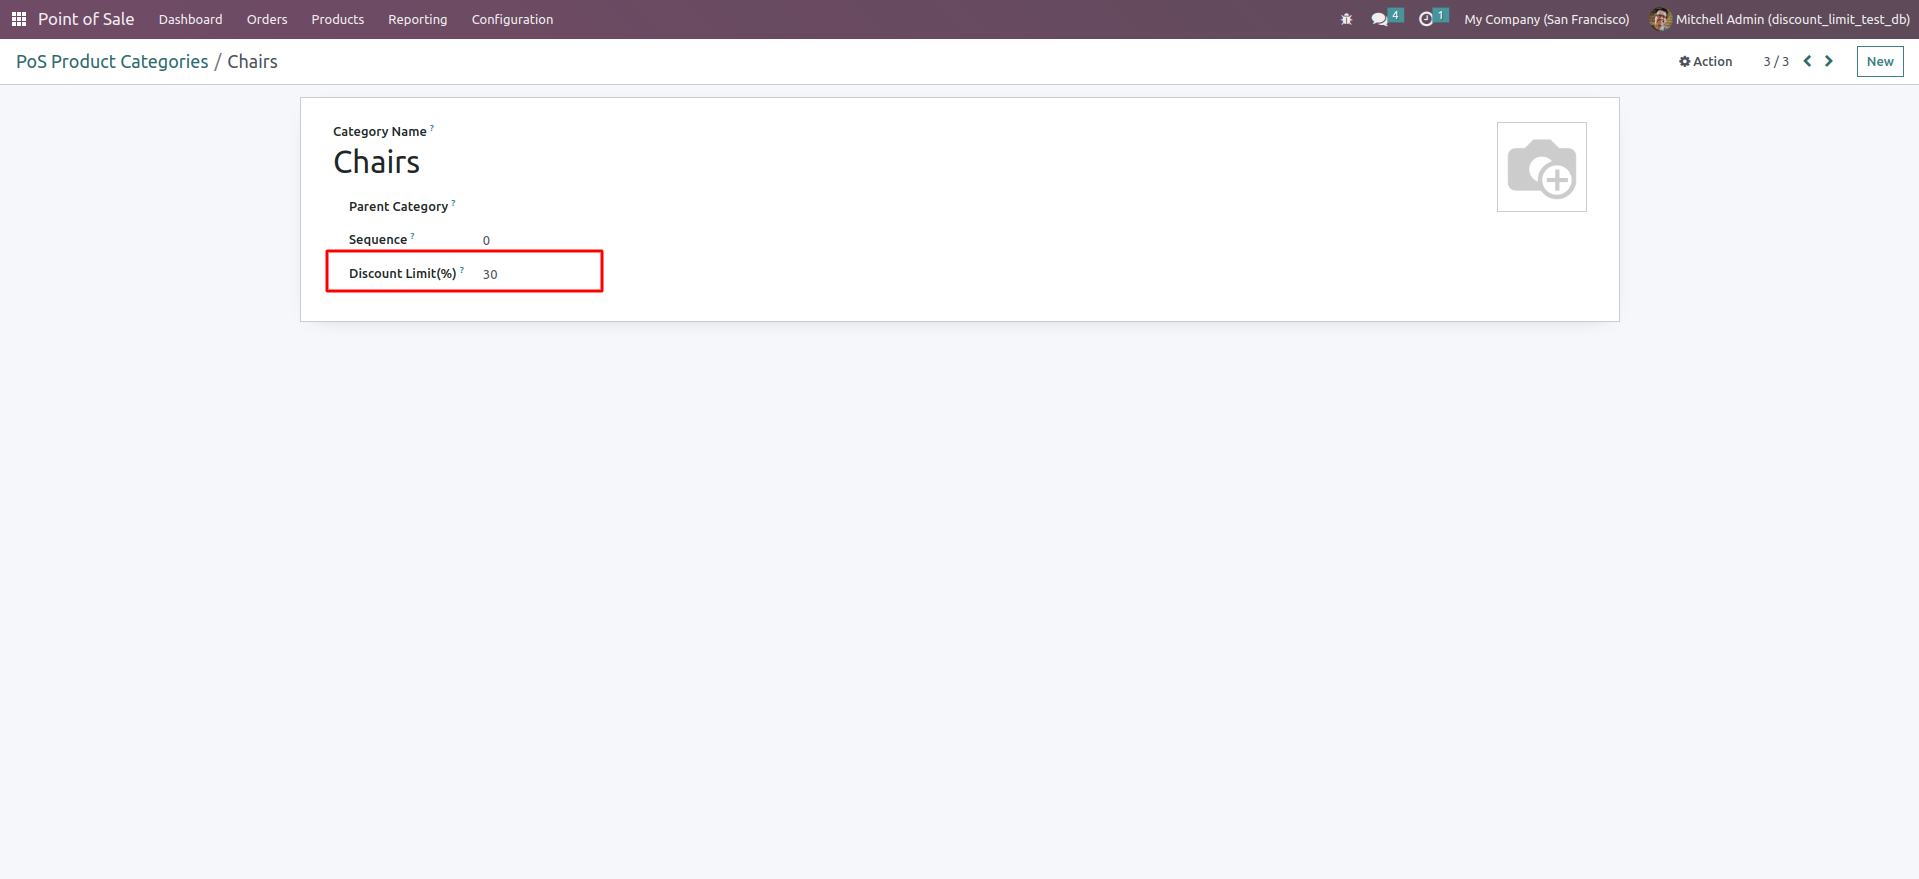 Point of Sale Dashboard Orders Products Reporting Configuration 4 1 My Company (San Francisco) Mitchell Admin (discount_limit_test_db)
PoS Product Categories / Chairs Action 3 / 3 New
Category Name ?
Chairs
Parent Category ?
Sequence ? 0
Discount Limit(%) ? 30